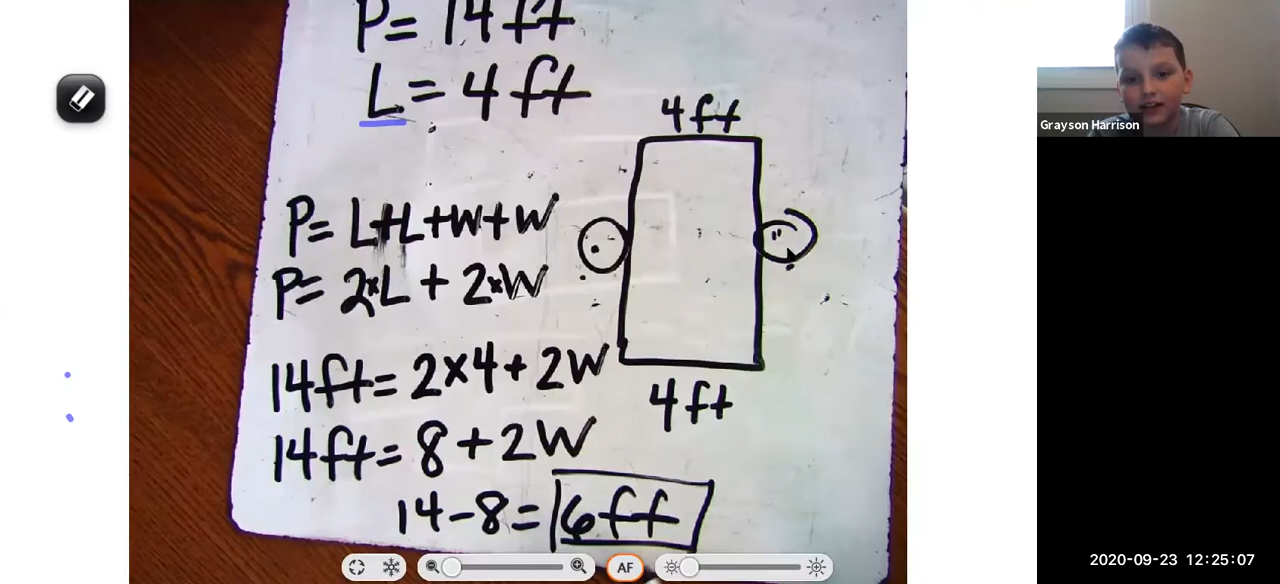 P= 14ft
L= 4ft
4ft
P= L+L+W+W
P= 2×L + 2×W
14ft= 2×4+2W
4ft
14ft= 8+2W
14-8= 6ft
Grayson Harrison
AF
2020-09-23 12:25:07